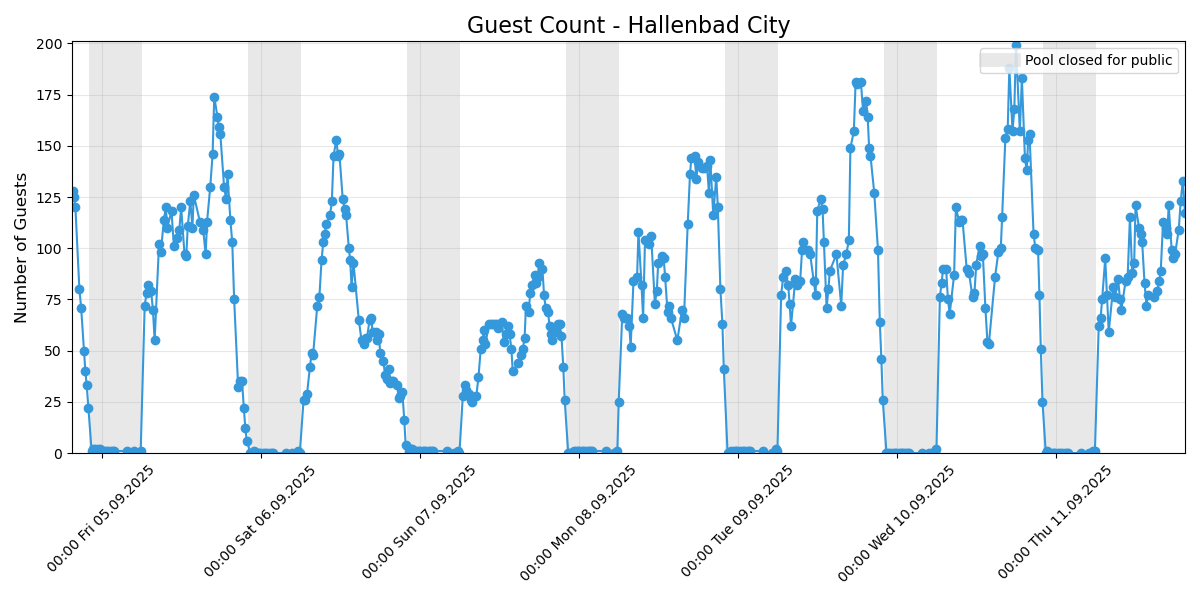 Guest Count - Hallenbad City
Number of Guests
200
175
150
125
100
75
50
25
0
Pool closed for public
00:00 Fri 05.09.2025
00:00 Sat 06.09.2025
00:00 Sun 07.09.2025
00:00 Mon 08.09.2025
00:00 Tue 09.09.2025
00:00 Wed 10.09.2025
00:00 Thu 11.09.2025